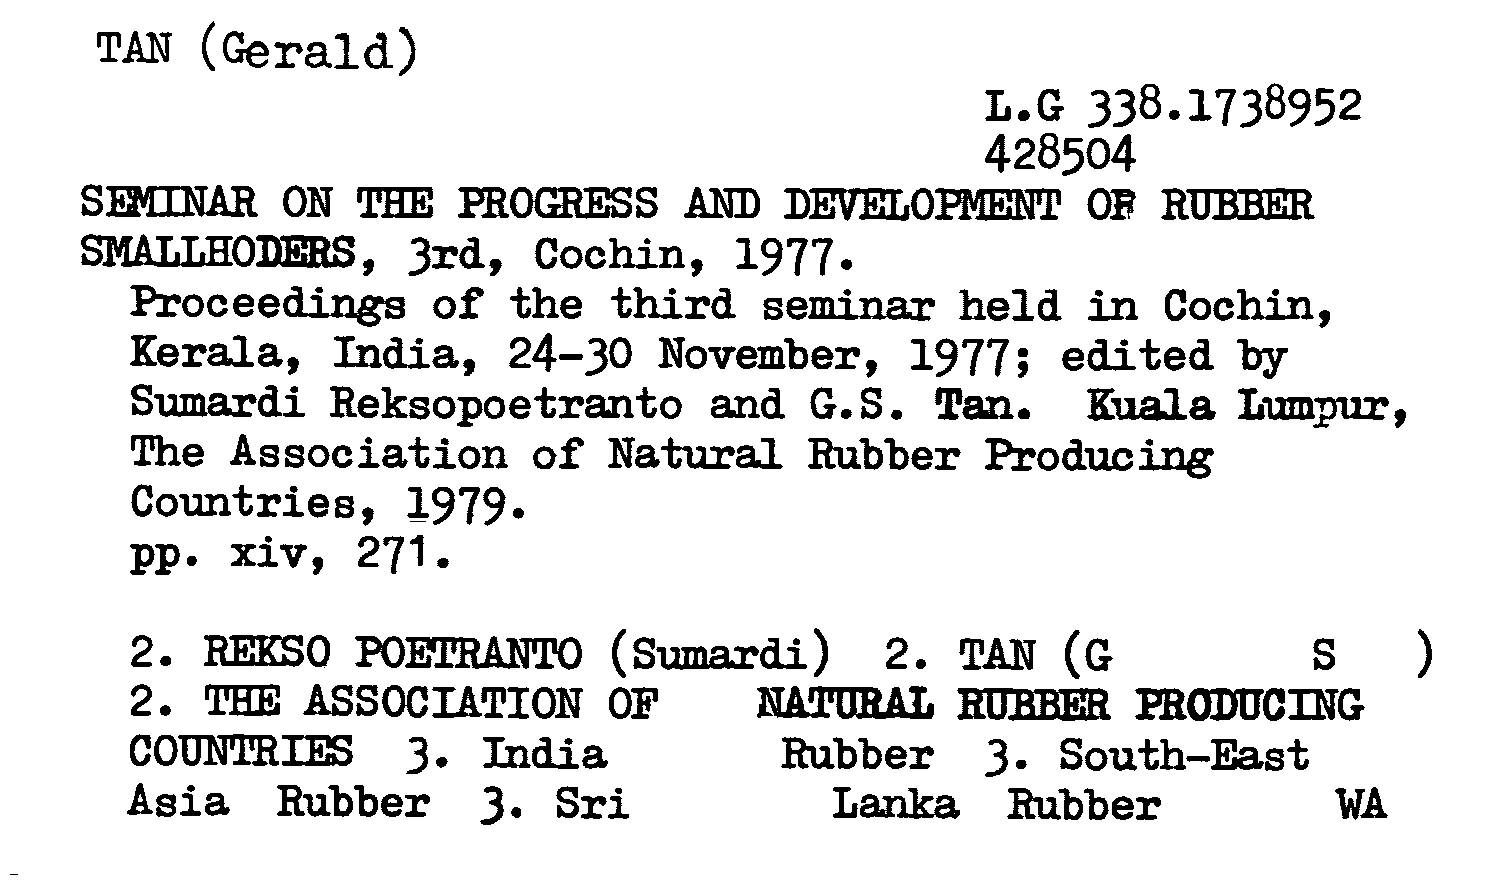 TAN (Gerald)
L.G 338.1738952
428504
SEMINAR ON THE PROGRESS AND DEVELOPMENT OF RUBBER
SMALLHODERS, 3rd, Cochin, 1977.
Proceedings of the third seminar held in Cochin,
Kerala, India, 24-30 November, 1977; edited by
Sumardi Reksopoetranto and G.S. Tan. Kuala Lumpur,
The Association of Natural Rubber Producing
Countries, 1979.
pp. xiv, 271.
2. REKSO POETRANTO (Sumardi) 2. TAN (G S )
2. THE ASSOCIATION OF NATURAL RUBBER PRODUCING
COUNTRIES 3. India Rubber 3. South-East
Asia Rubber 3. Sri Lanka Rubber WA